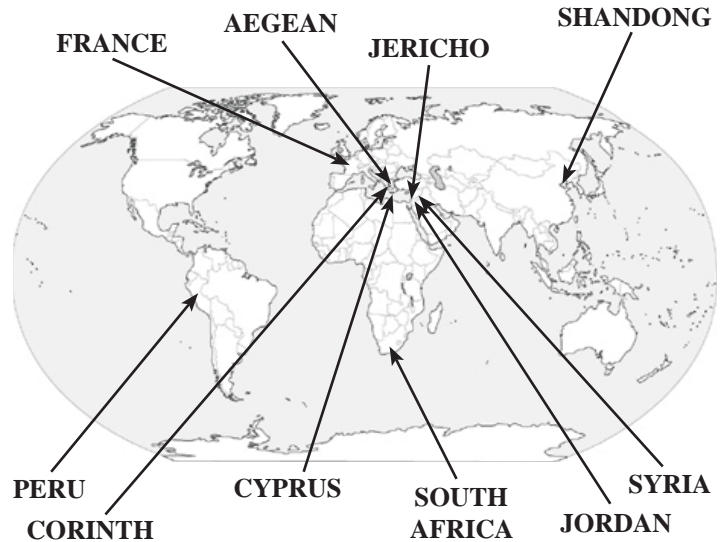 SHANDONG
AEGEAN
FRANCE
JERICHO
PERU
CORINTH
CYPRUS
SOUTH
AFRICA
SYRIA
JORDAN